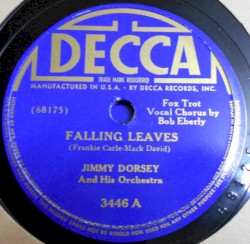 DECCA
TRADE MARK REGISTERED
MANUFACTURED IN U.S.A. - BY DECCA RECORDS, INC.
(68175)
Fox Trot
Vocal Chorus by
Bob Eberly
FALLING LEAVES
(Frankie Carle-Mack David)
JIMMY DORSEY
And His Orchestra
3446 A